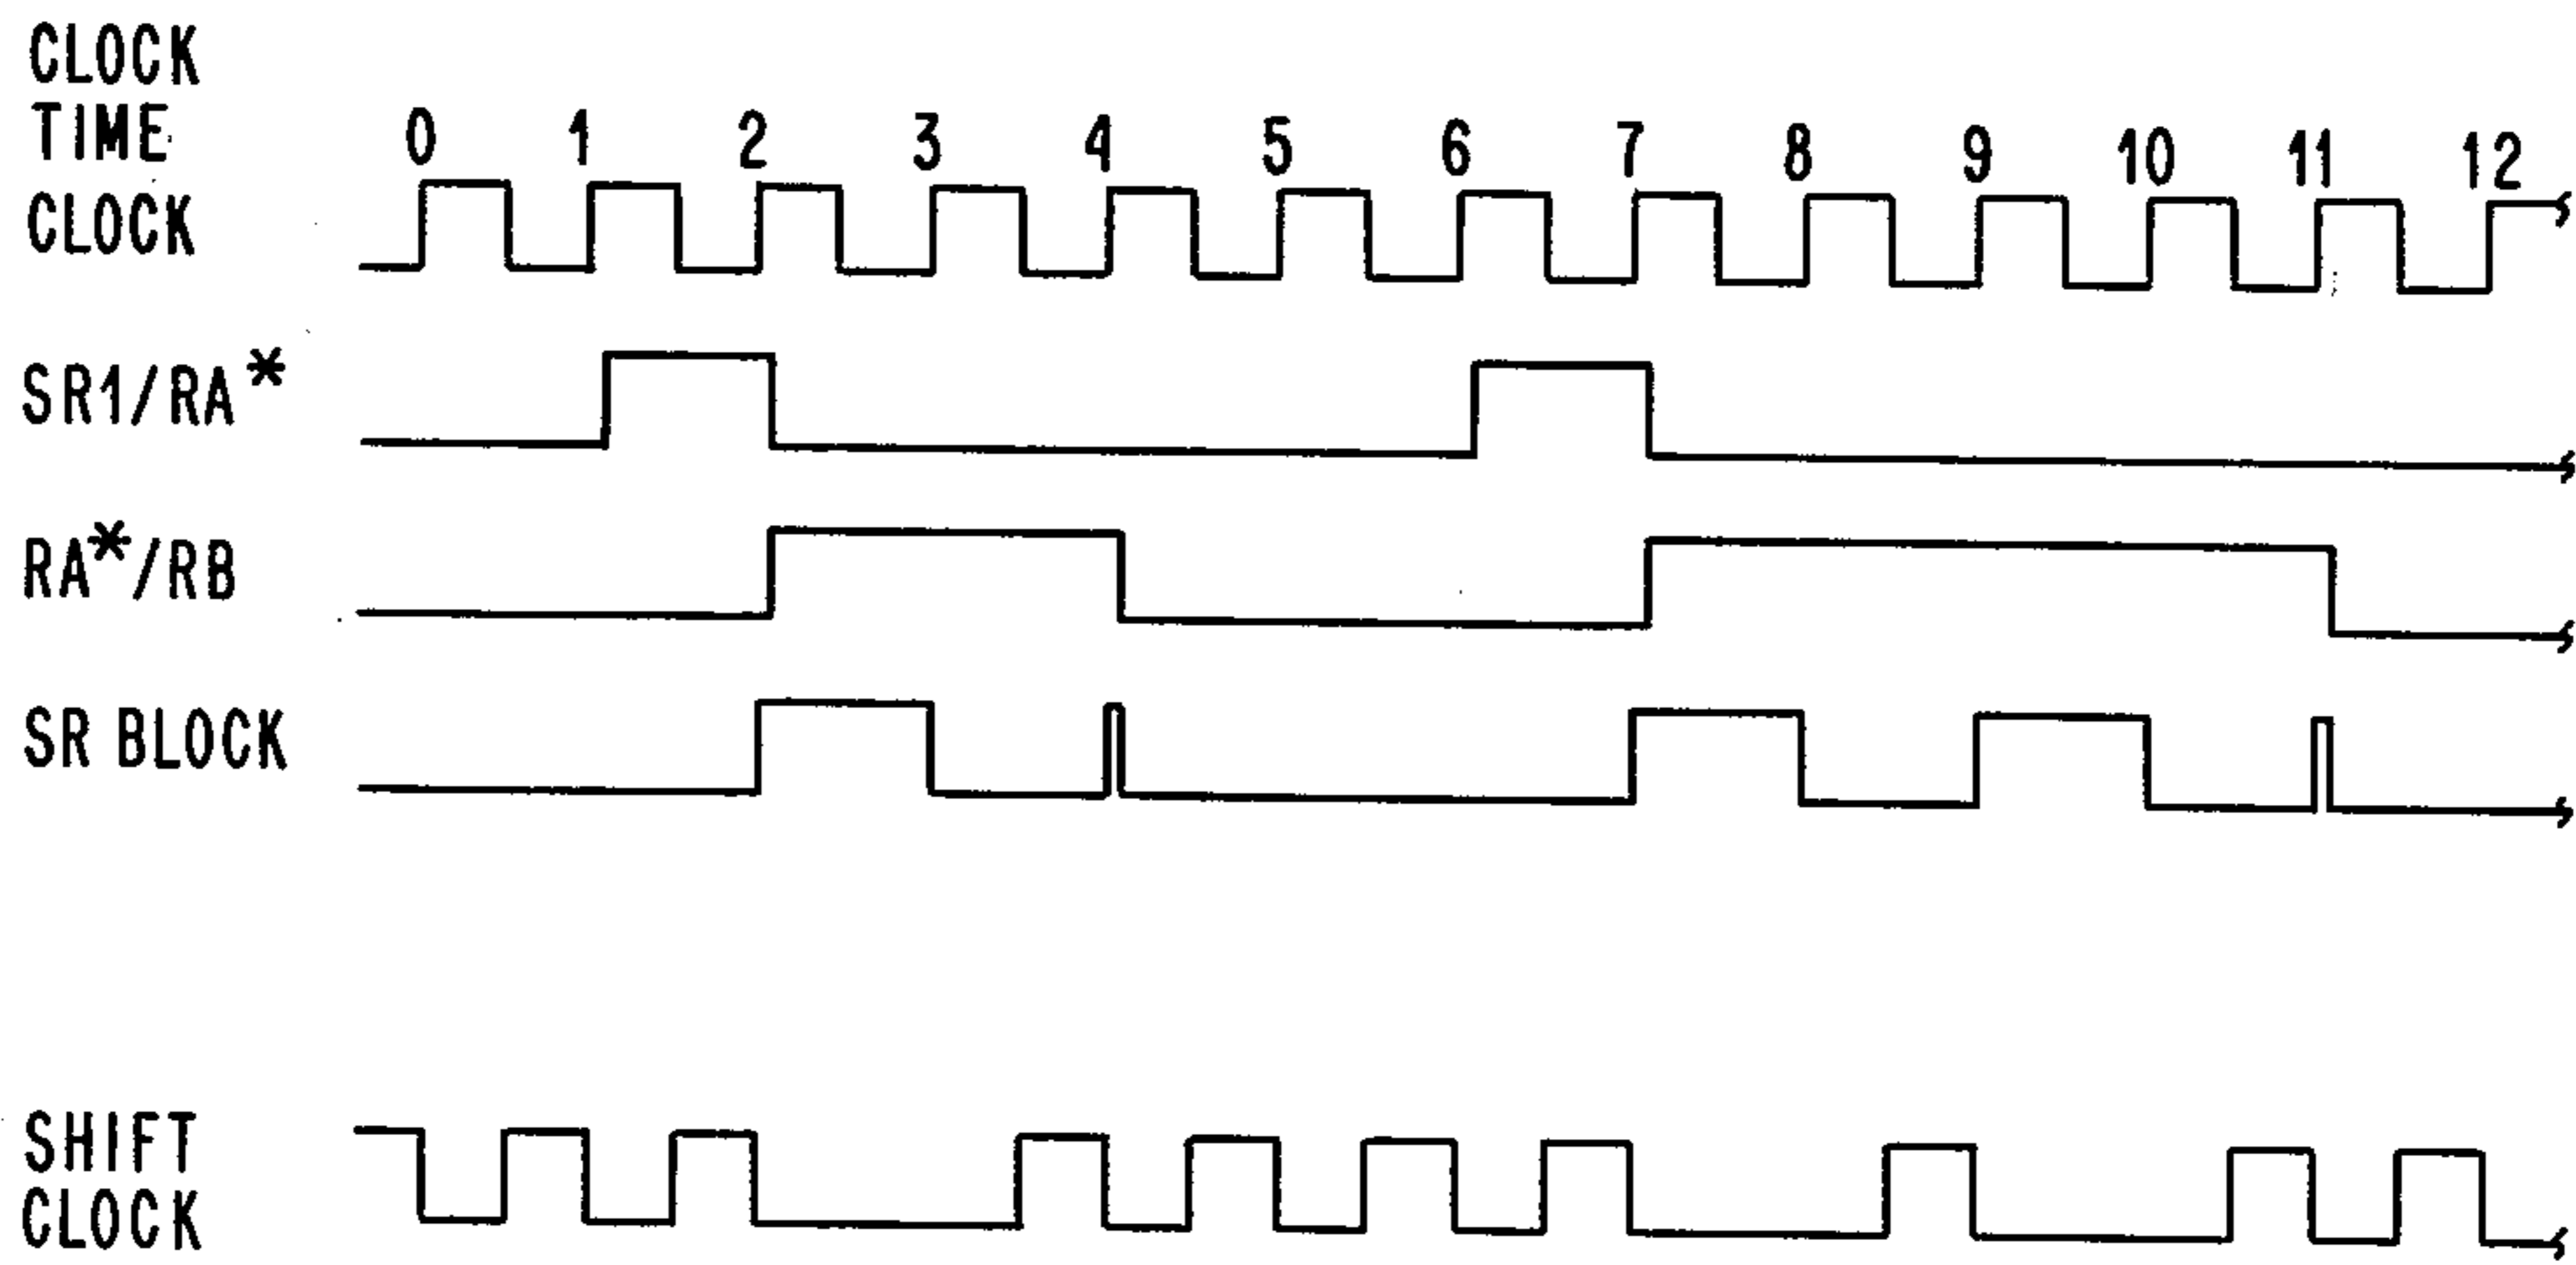 CLOCK
TIME 0 1 2 3 4 5 6 7 8 9 10 11 12
CLOCK
SR1/RA*
RA*/RB
SR BLOCK
SHIFT
CLOCK